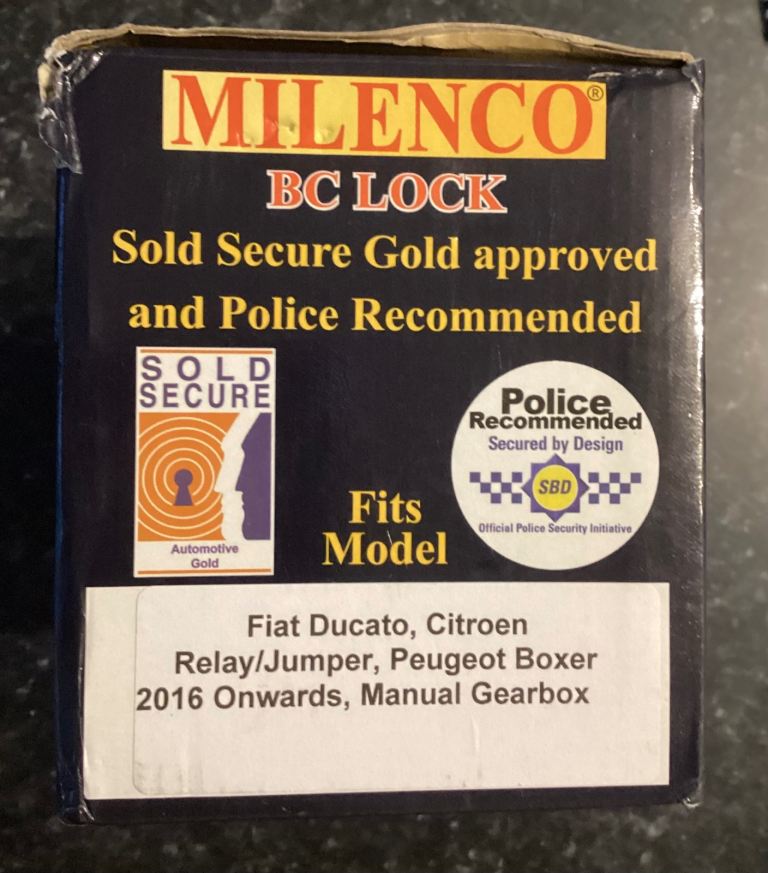 MILENCO®
BC LOCK
Sold Secure Gold approved
and Police Recommended
SOLD
SECURE
Automotive
Gold
Police
Recommended
Secured by Design
SBD
Official Police Security Initiative
Fits
Model
Fiat Ducato, Citroen
Relay/Jumper, Peugeot Boxer
2016 Onwards, Manual Gearbox